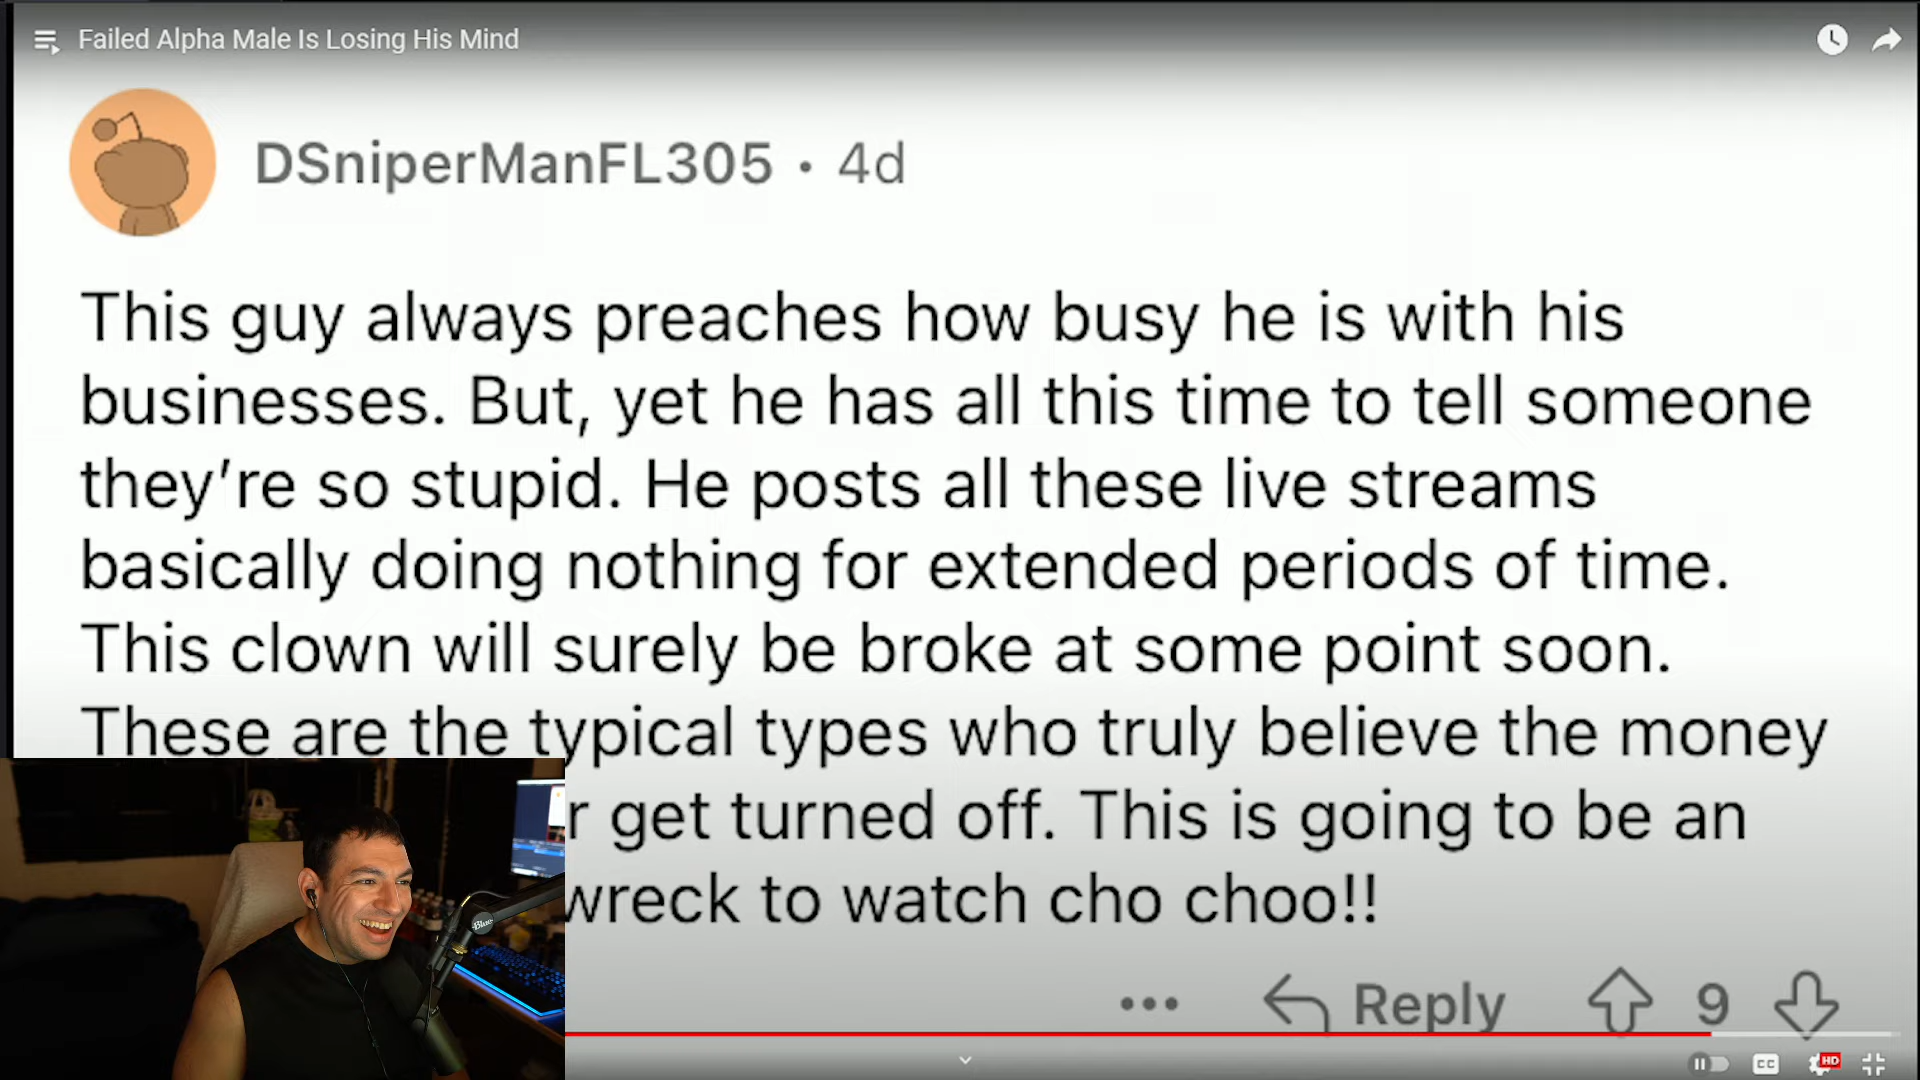 Failed Alpha Male Is Losing His Mind
DSniperManFL305 • 4d
This guy always preaches how busy he is with his
businesses. But, yet he has all this time to tell someone
they're so stupid. He posts all these live streams
basically doing nothing for extended periods of time.
This clown will surely be broke at some point soon.
These are the typical types who truly believe the money
get turned off. This is going to be an
wreck to watch cho choo!!
Reply 9
CC HD
Blue